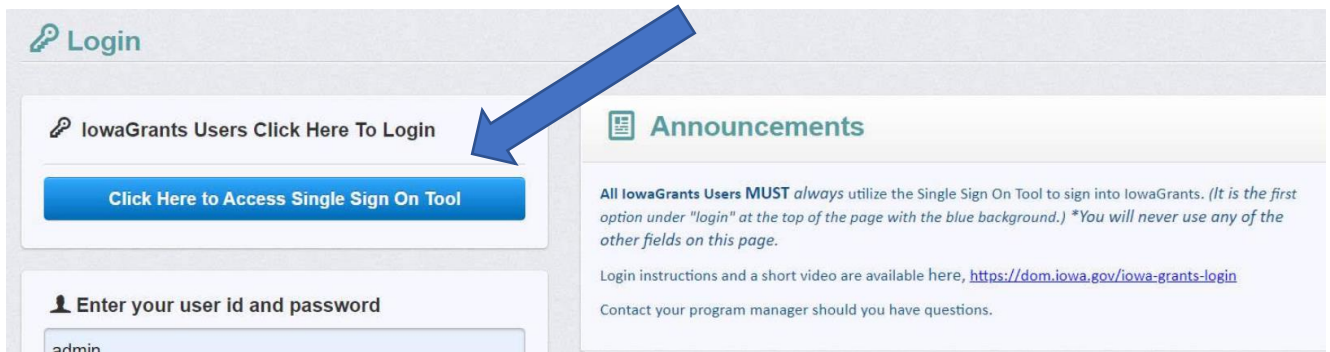 Login
IowaGrants Users Click Here To Login
Click Here to Access Single Sign On Tool
Enter your user id and password
admin
Announcements
All IowaGrants Users MUST always utilize the Single Sign On Tool to sign into IowaGrants. (It is the first
option under "login" at the top of the page with the blue background.) *You will never use any of the
other fields on this page.
Login instructions and a short video are available here, https://dom.iowa.gov/iowa-grants-login
Contact your program manager should you have questions.